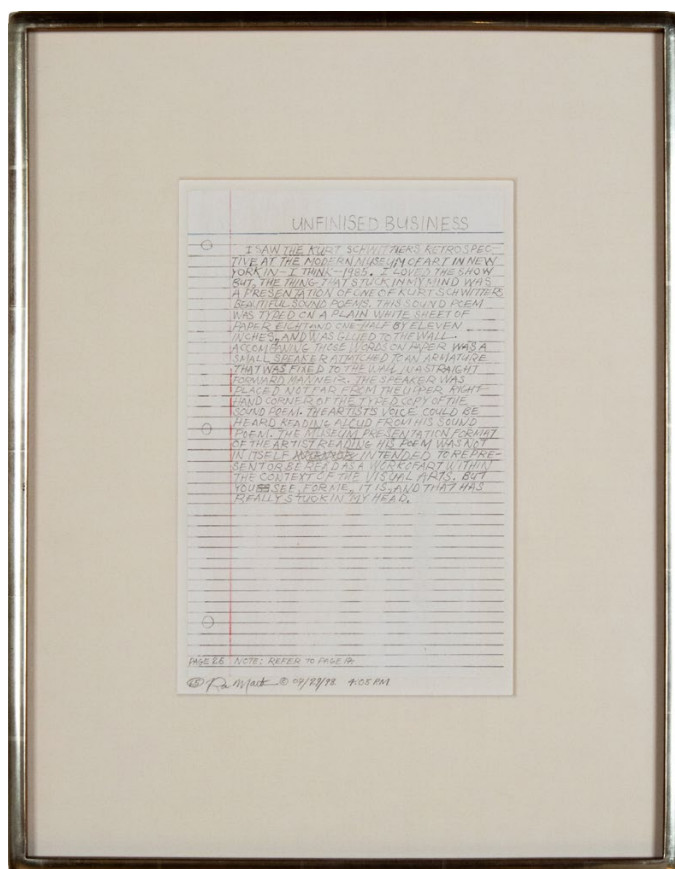 UNFINISED BUSINESS
I SAW THE KURT SCHWITTIERS RETROSPEC-
TIVE AT THE MODERN MUSEUM OF ART IN NEW
YORK IN - I THINK - 1985. I LOVED THE SHOW
BUT, THE THING THAT STUCK IN MY MIND WAS
A PRESENTATION OF ONE OF KURT SCHWITTIERS
BEAUTIFUL SOUND POEMS. THIS SOUND POEM
WAS TYPED ON A PLAIN WHITE SHEET OF
PAPER EIGHT AND ONE-HALF BY ELEVEN
INCHES, AND WAS GLUED TO THE WALL.
THOSE WORDS ON PAPER WAS A
SMALL SPEAKER ATTATCHED TO AN ARMATURE
THAT WAS FIXED TO THE WALL IN A STRAIGHT
FORWARD MANNER. THE SPEAKER WAS
PLACED NOT FAR FROM THE UPPER RIGHT-
HAND CORNER OF THE TYPED COPY OF THE
SOUND POEM. THE ARTIST'S VOICE COULD BE
HEARD READING ALOUD FROM HIS SOUND
POEM. THE MUSEUM PRESENTATION FORMAT
OF THE ARTIST READING HIS POEM WAS NOT
IN ITSELF INTENDED TO REPRE-
SENT OR BE READ AS A WORK OF ART WITHIN
THE CONTEXT OF THE VISUAL ARTS. BUT
YOU SEE, FOR ME, IT IS, AND THAT HAS
REALLY STUCK IN MY HEAD.
PAGE 28 NOTE: REFER TO PAGE
© 09/27/98 4:05 PM